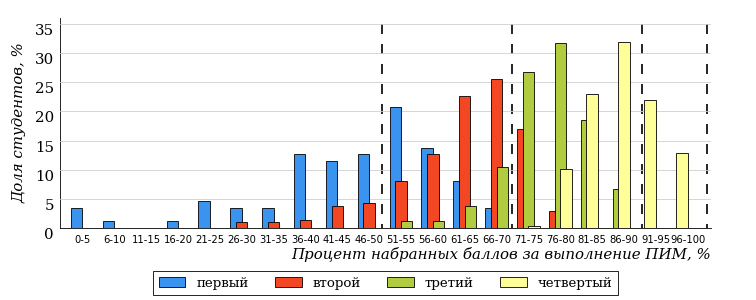 Доля студентов, %
35
30
25
20
15
10
5
0
0-5 6-10 11-15 16-20 21-25 26-30 31-35 36-40 41-45 46-50 51-55 56-60 61-65 66-70 71-75 76-80 81-85 86-90 91-95 96-100
Процент набранных баллов за выполнение ПИМ, %
первый второй третий четвертый